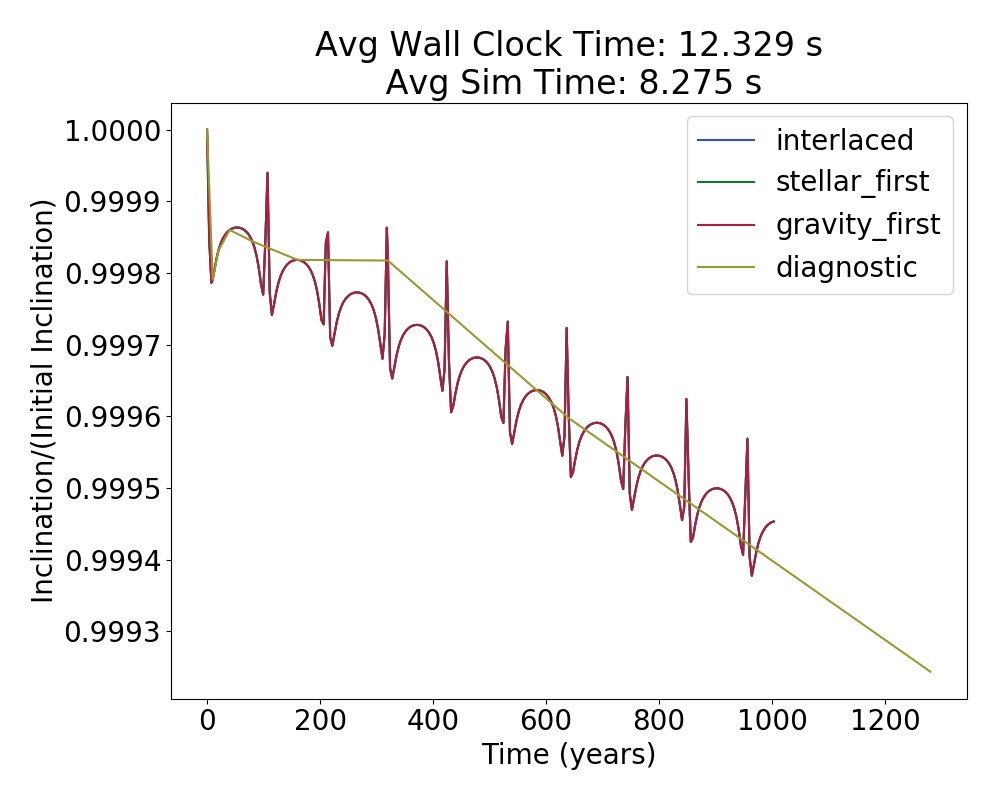 Avg Wall Clock Time: 12.329 s
Avg Sim Time: 8.275 s
interlaced
stellar_first
gravity_first
diagnostic
Inclination/(Initial Inclination)
1.0000
0.9999
0.9998
0.9997
0.9996
0.9995
0.9994
0.9993
0 200 400 600 800 1000 1200
Time (years)